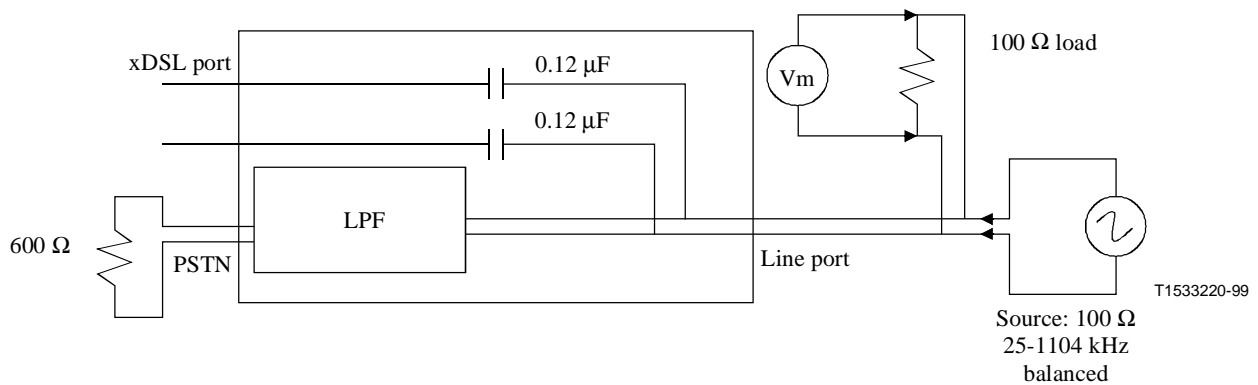 xDSL port
0.12 µF
0.12 µF
Vm
100 Ω load
LPF
600 Ω
PSTN
Line port
T1533220-99
Source: 100 Ω
25-1104 kHz
balanced